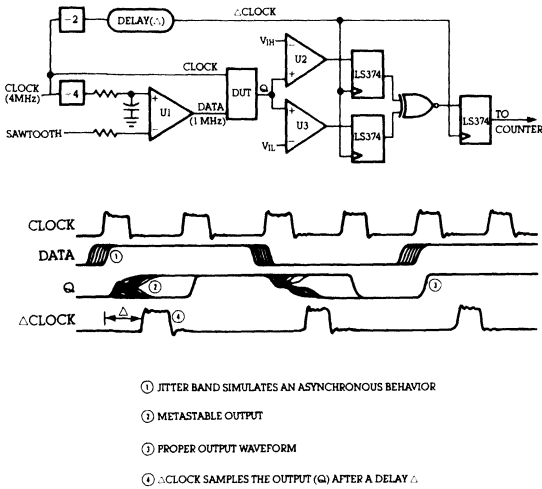 -2
DELAY(∴)
△CLOCK
VIH
U2
LS374
CLOCK
CLOCK
(4MHz)
-4
U1
DATA
(1 MHz)
DUT
Q
U3
LS374
LS374
TO
COUNTER
SAWTOOTH
VIL
CLOCK
DATA
①
Q
②
③
△CLOCK
△
④
① JITTER BAND SIMULATES AN ASYNCHRONOUS BEHAVIOR
② METASTABLE OUTPUT
③ PROPER OUTPUT WAVEFORM
④ △CLOCK SAMPLES THE OUTPUT (Q) AFTER A DELAY △